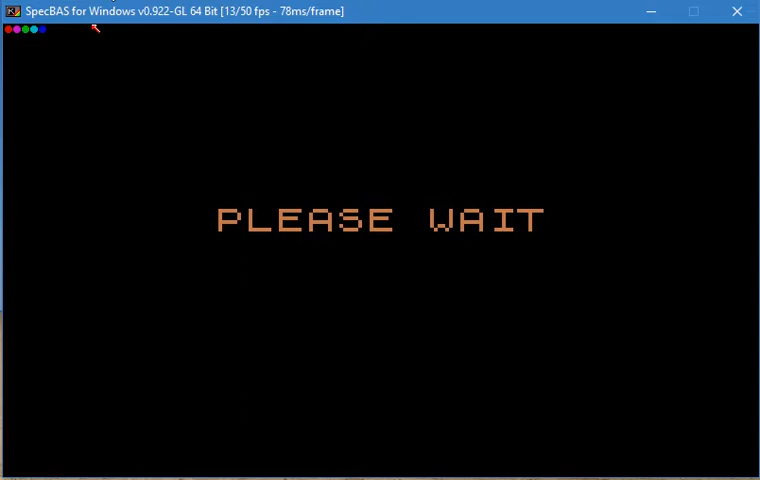 SpecBAS for Windows v0.922-GL 64 Bit [13/50 fps - 78ms/frame]
PLEASE WAIT